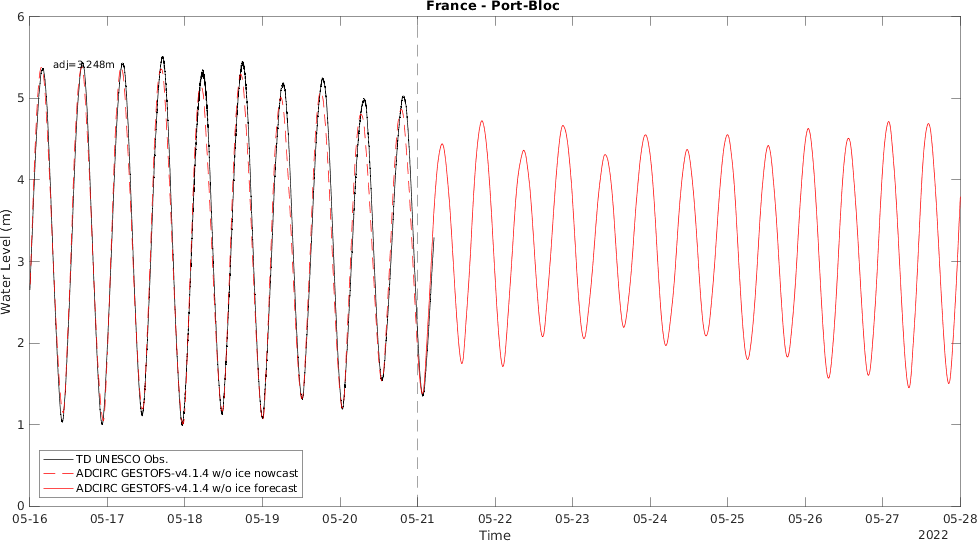 France - Port-Bloc
6
adj=3.248m
5
4
3
2
1
0
Water Level (m)
TD UNESCO Obs.
ADCIRC GESTOFS-v4.1.4 w/o ice nowcast
ADCIRC GESTOFS-v4.1.4 w/o ice forecast
05-16 05-17 05-18 05-19 05-20 05-21 05-22 05-23 05-24 05-25 05-26 05-27 05-28
Time
2022